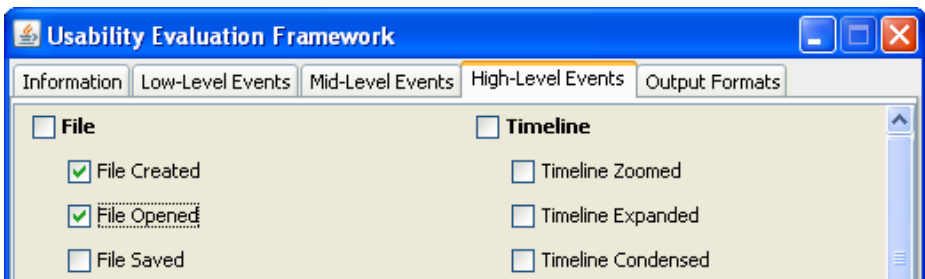 Usability Evaluation Framework
Information Low-Level Events Mid-Level Events High-Level Events Output Formats
File Timeline
File Created Timeline Zoomed
File Opened Timeline Expanded
File Saved Timeline Condensed